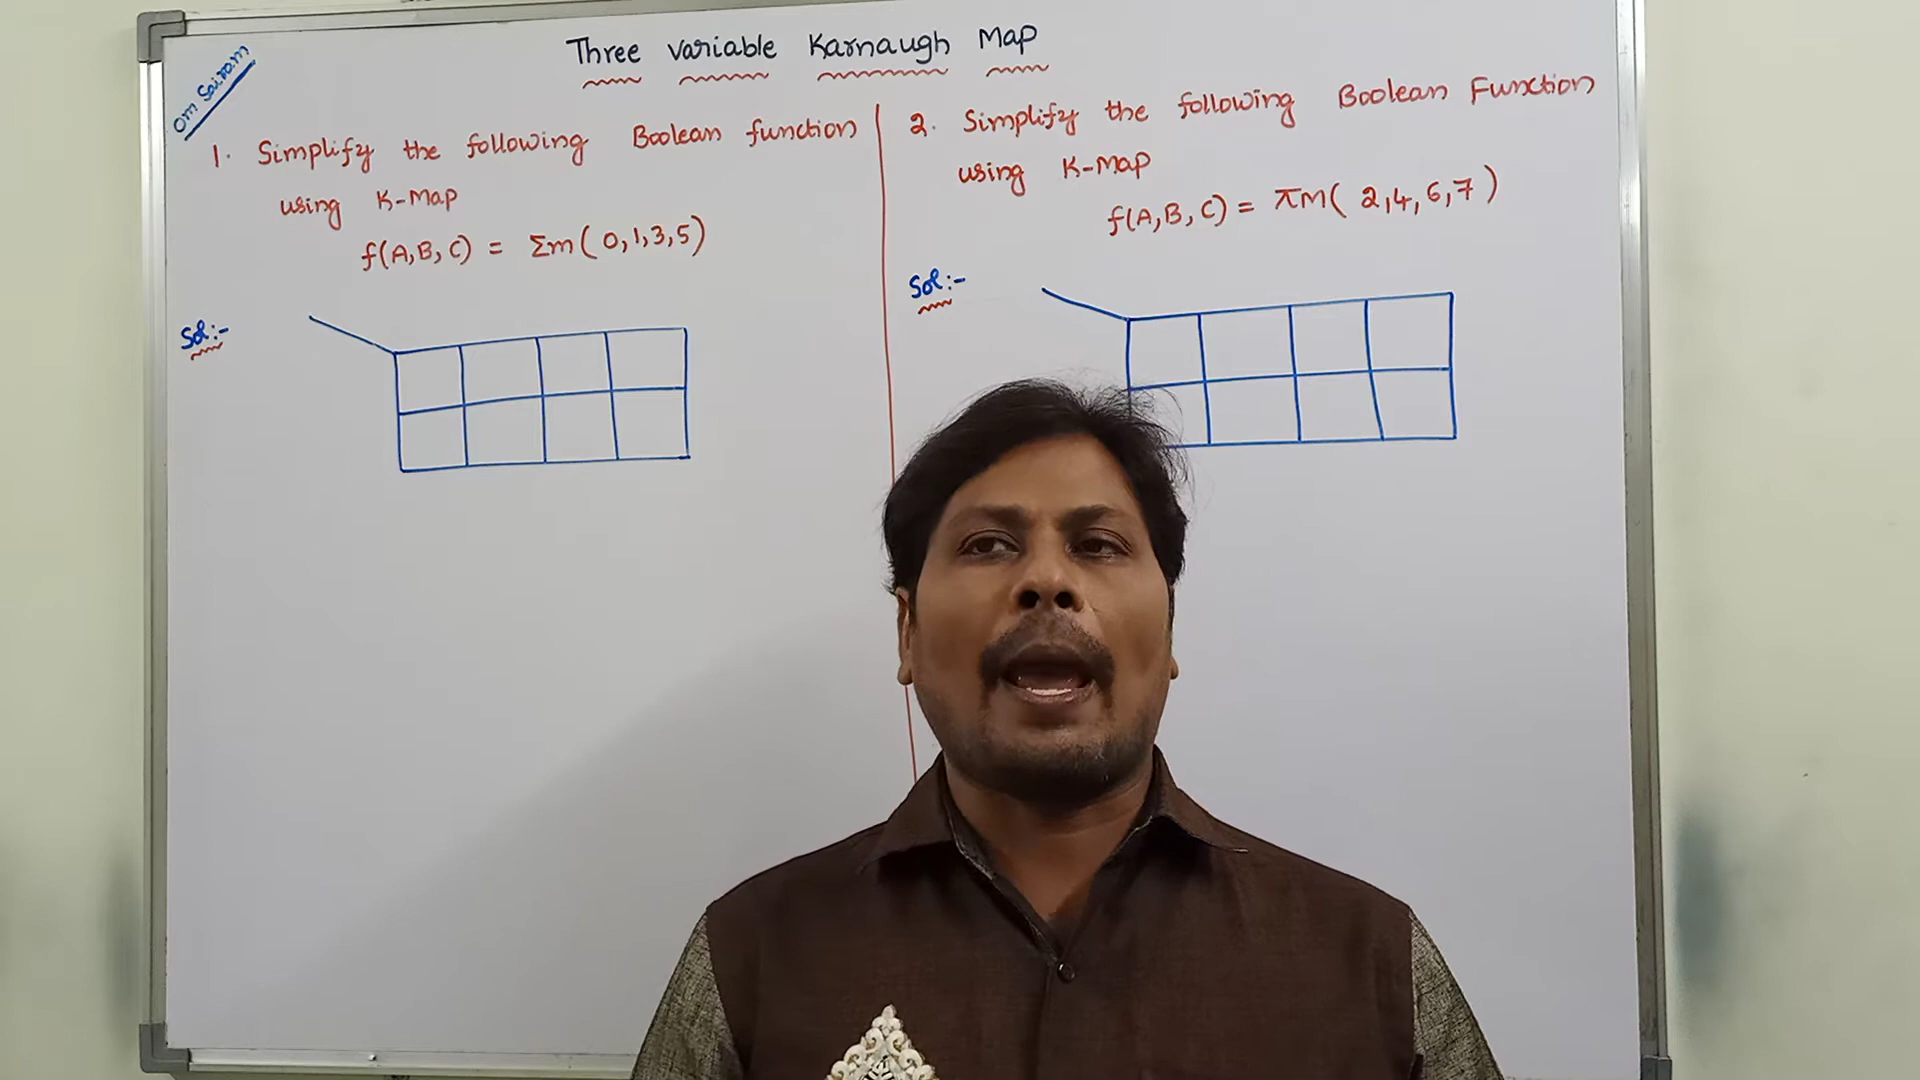 Three variable Karnaugh Map
Om Sairam
1. Simplify the following Boolean function
using K-Map
f(A,B,C) = Σm(0,1,3,5)
Sol:-
2. Simplify the following Boolean Function
using K-Map
f(A,B,C) = πM(2,4,6,7)
Sol:-